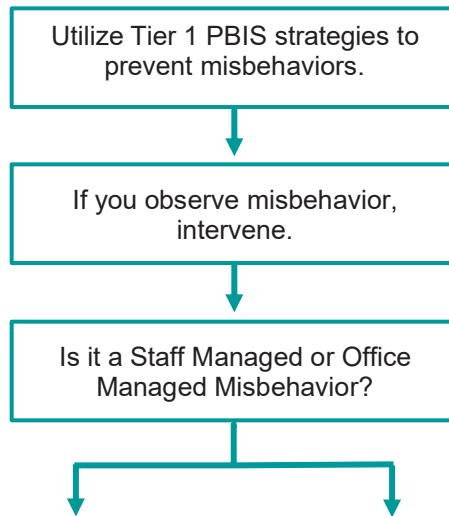 Utilize Tier 1 PBIS strategies to
prevent misbehaviors.
If you observe misbehavior,
intervene.
Is it a Staff Managed or Office
Managed Misbehavior?